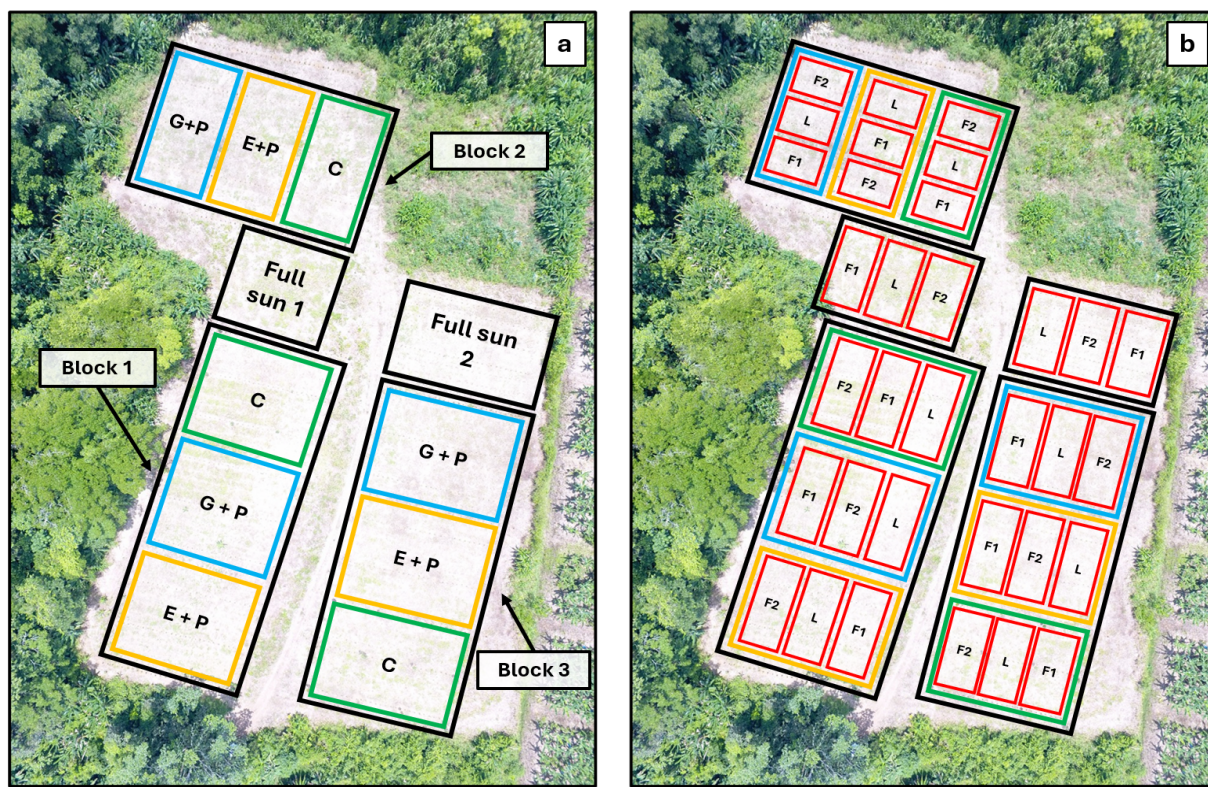 a
G+P
E+P
C
Block 2
Full
sun 1
Full sun
2
Block 1
C
G + P
G + P
E + P
E + P
C
Block 3
b
F2
L
F1
L
F1
F2
F2
L
F1
F1
L
F2
L
F2
F1
F2
F1
L
F1
L
F2
F1
F2
L
F1
F2
L
F2
L
F1
F2
L
F1